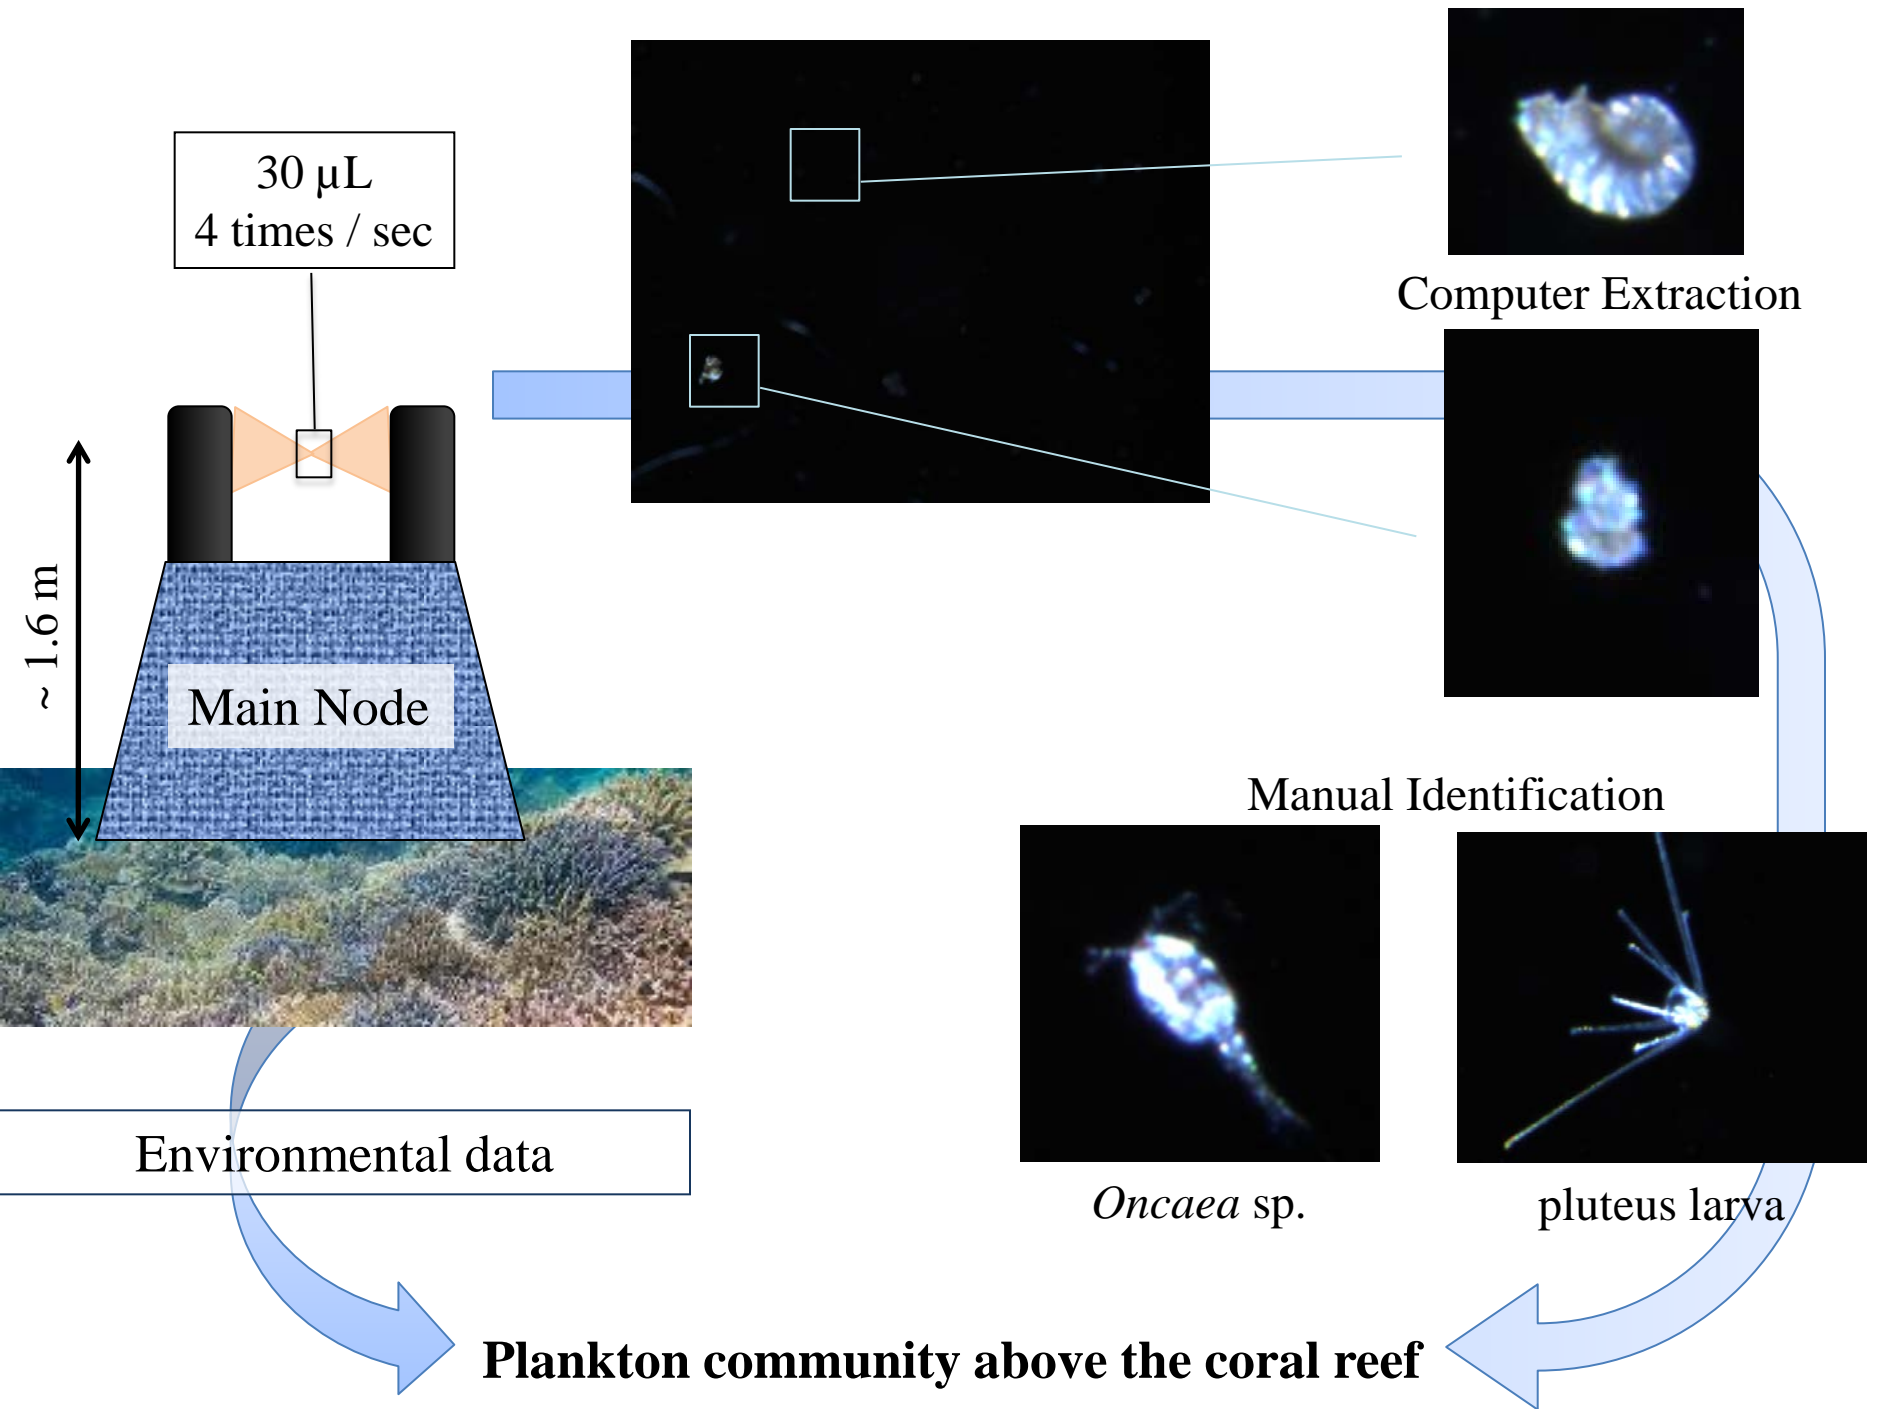 30 µL
4 times / sec
Computer Extraction
~ 1.6 m
Main Node
Manual Identification
Oncaea sp.
pluteus larva
Environmental data
Plankton community above the coral reef